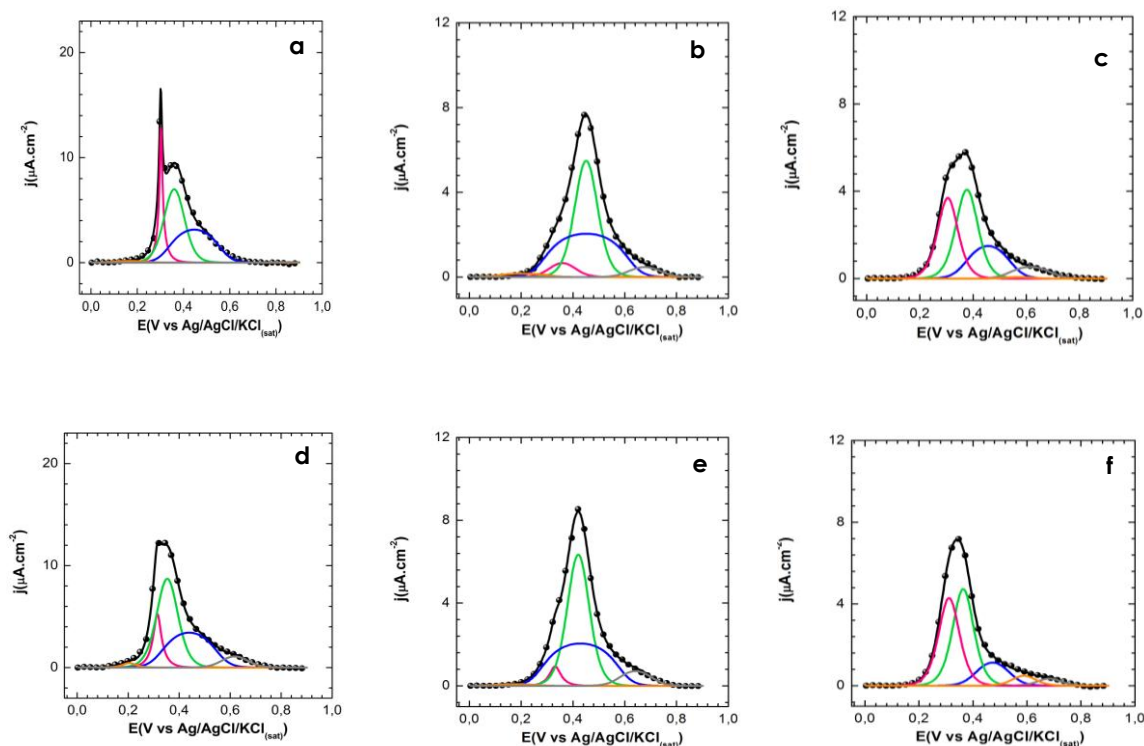 a
20
10
0
j(µA.cm⁻²)
0,0 0,2 0,4 0,6 0,8 1,0
E(V vs Ag/AgCl/KCl(sat))
b
12
8
4
0
j(µA.cm⁻²)
0,0 0,2 0,4 0,6 0,8 1,0
E(V vs Ag/AgCl/KCl(sat))
c
12
8
4
0
j(µA.cm⁻²)
0,0 0,2 0,4 0,6 0,8 1,0
E(V vs Ag/AgCl/KCl(sat))
d
20
10
0
j(µA.cm⁻²)
0,0 0,2 0,4 0,6 0,8 1,0
E(V vs Ag/AgCl/KCl(sat))
e
12
8
4
0
j(µA.cm⁻²)
0,0 0,2 0,4 0,6 0,8 1,0
E(V vs Ag/AgCl/KCl(sat))
f
12
8
4
0
j(µA.cm⁻²)
0,0 0,2 0,4 0,6 0,8 1,0
E(V vs Ag/AgCl/KCl(sat))